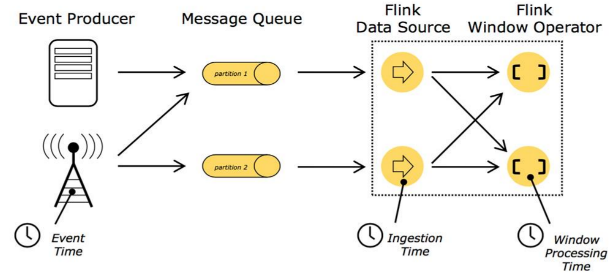 Event Producer
Message Queue
Flink
Data Source
Flink
Window Operator
partition 1
partition 2
Event
Time
Ingestion
Time
Window
Processing
Time